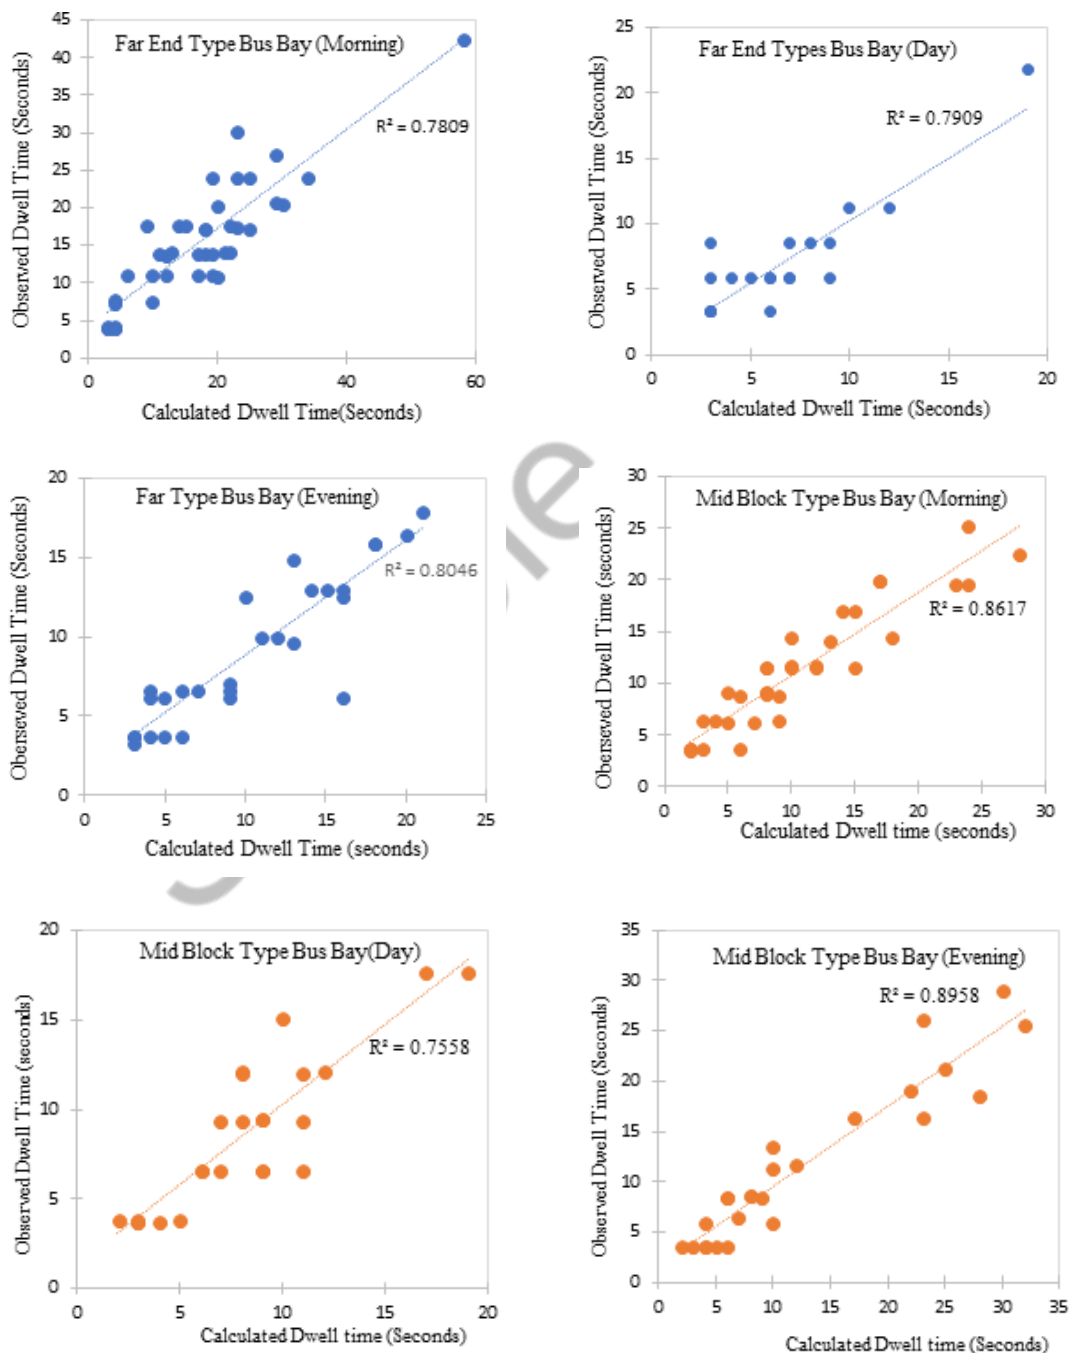 Far End Type Bus Bay (Morning)
R² = 0.7809
Observed Dwell Time (Seconds)
45
40
35
30
25
20
15
10
5
0
0 20 40 60
Calculated Dwell Time(Seconds)
Far End Types Bus Bay (Day)
R² = 0.7909
Observed Dwell Time (Seconds)
25
20
15
10
5
0
0 5 10 15 20
Calculated Dwell Time (Seconds)
Far Type Bus Bay (Evening)
R² = 0.8046
Oberseved Dwell Time (Seconds)
20
15
10
5
0
0 5 10 15 20 25
Calculated Dwell Time (seconds)
Mid Block Type Bus Bay (Morning)
R² = 0.8617
Oberseved Dwell Time (seconds)
30
25
20
15
10
5
0
0 5 10 15 20 25 30
Calculated Dwell time (seconds)
Mid Block Type Bus Bay(Day)
R² = 0.7558
Observed Dwell Time (seconds)
20
15
10
5
0
0 5 10 15 20
Calculated Dwell time (Seconds)
Mid Block Type Bus Bay (Evening)
R² = 0.8958
Observed Dwell Time (Seconds)
35
30
25
20
15
10
5
0
0 5 10 15 20 25 30 35
Calculated Dwell time (Seconds)